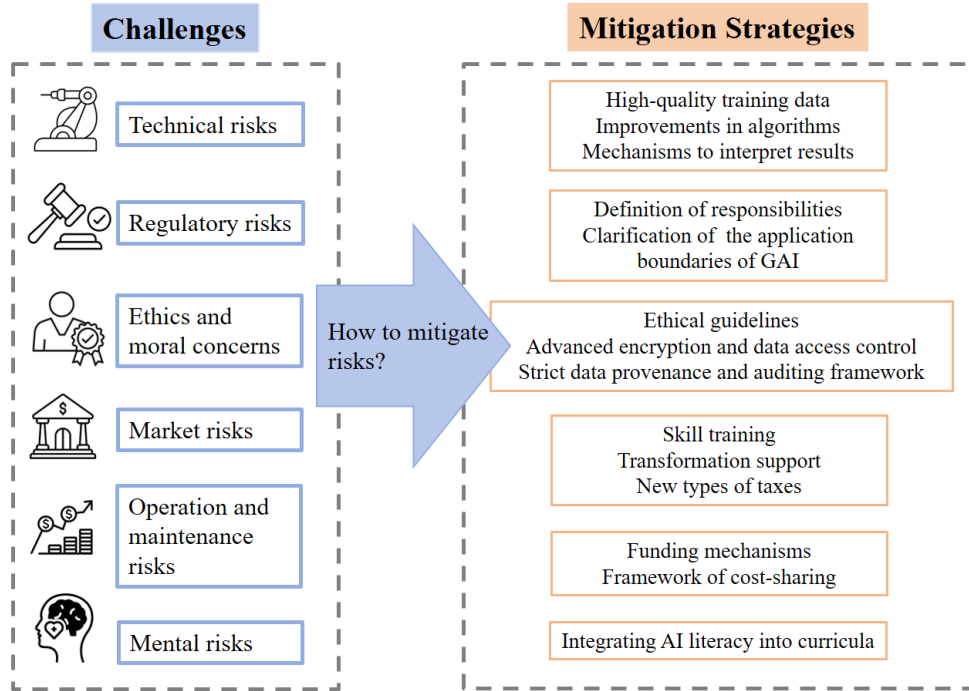 Challenges
Mitigation Strategies
Technical risks
High-quality training data
Improvements in algorithms
Mechanisms to interpret results
Regulatory risks
Definition of responsibilities
Clarification of the application
boundaries of GAI
Ethics and
moral concerns
How to mitigate
risks?
Ethical guidelines
Advanced encryption and data access control
Strict data provenance and auditing framework
$
Market risks
Skill training
Transformation support
New types of taxes
$ $
Operation and
maintenance
risks
Funding mechanisms
Framework of cost-sharing
Mental risks
Integrating AI literacy into curricula